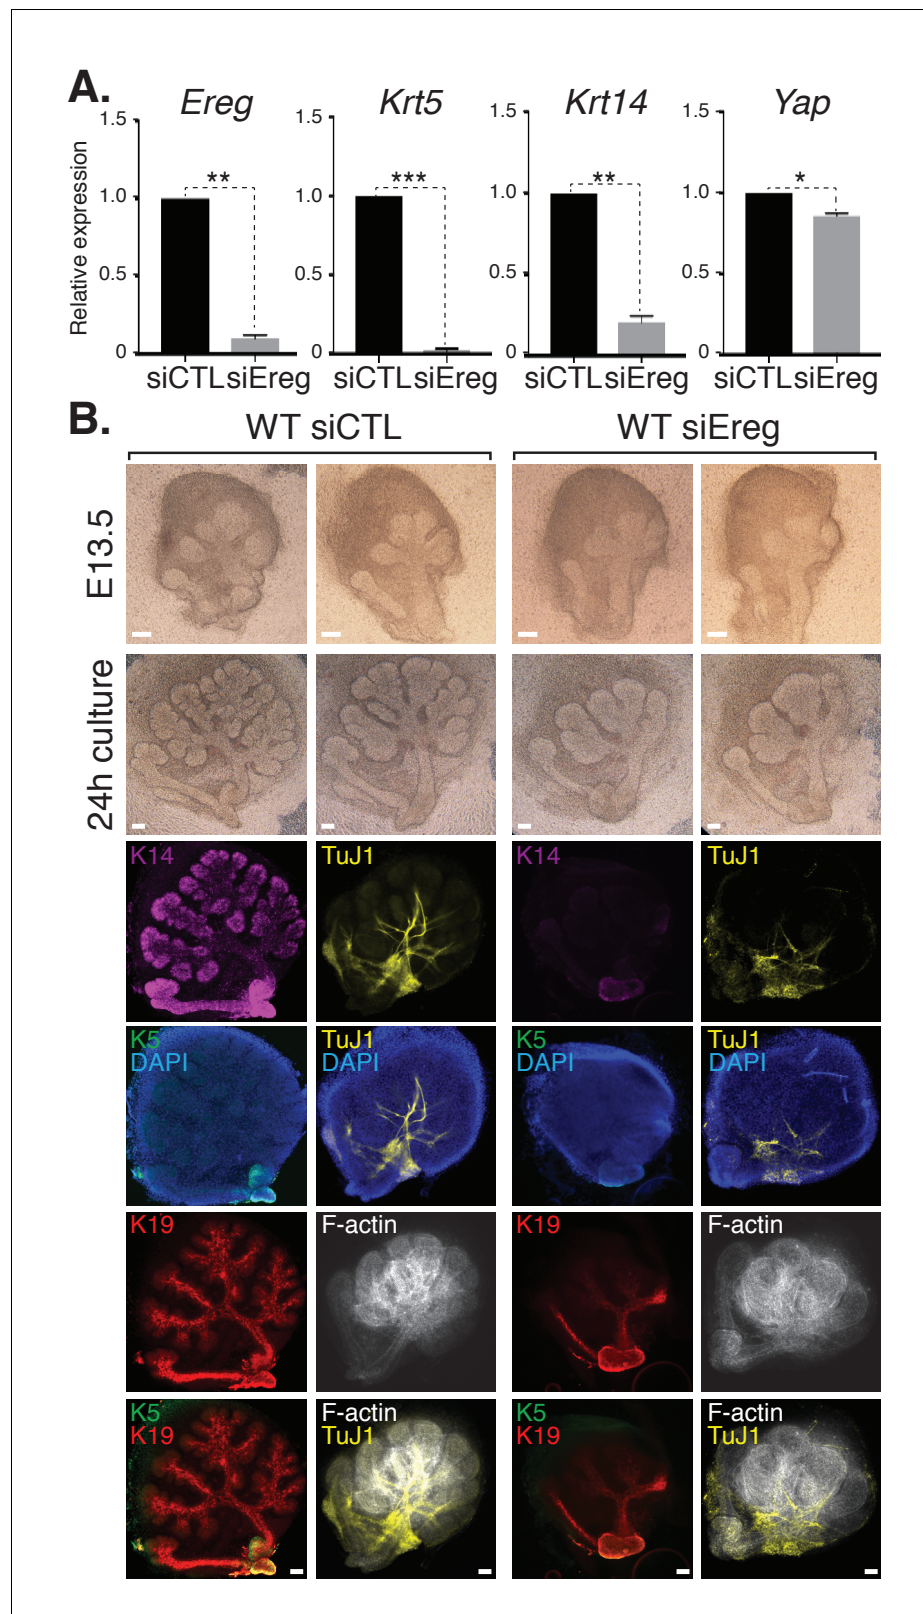 A.
Ereg Krt5 Krt14 Yap
Relative expression
1.5 1.5 1.5 1.5
** *** ** *
1.0 1.0 1.0 1.0
0.5 0.5 0.5 0.5
0 0 0 0
siCTL siEreg siCTL siEreg siCTL siEreg siCTL siEreg
B.
WT siCTL WT siEreg
E13.5
24h culture
K14 TuJ1 K14 TuJ1
K5 TuJ1 K5 TuJ1
DAPI DAPI DAPI DAPI
K19 F-actin K19 F-actin
K5 F-actin K5 F-actin
K19 TuJ1 K19 TuJ1